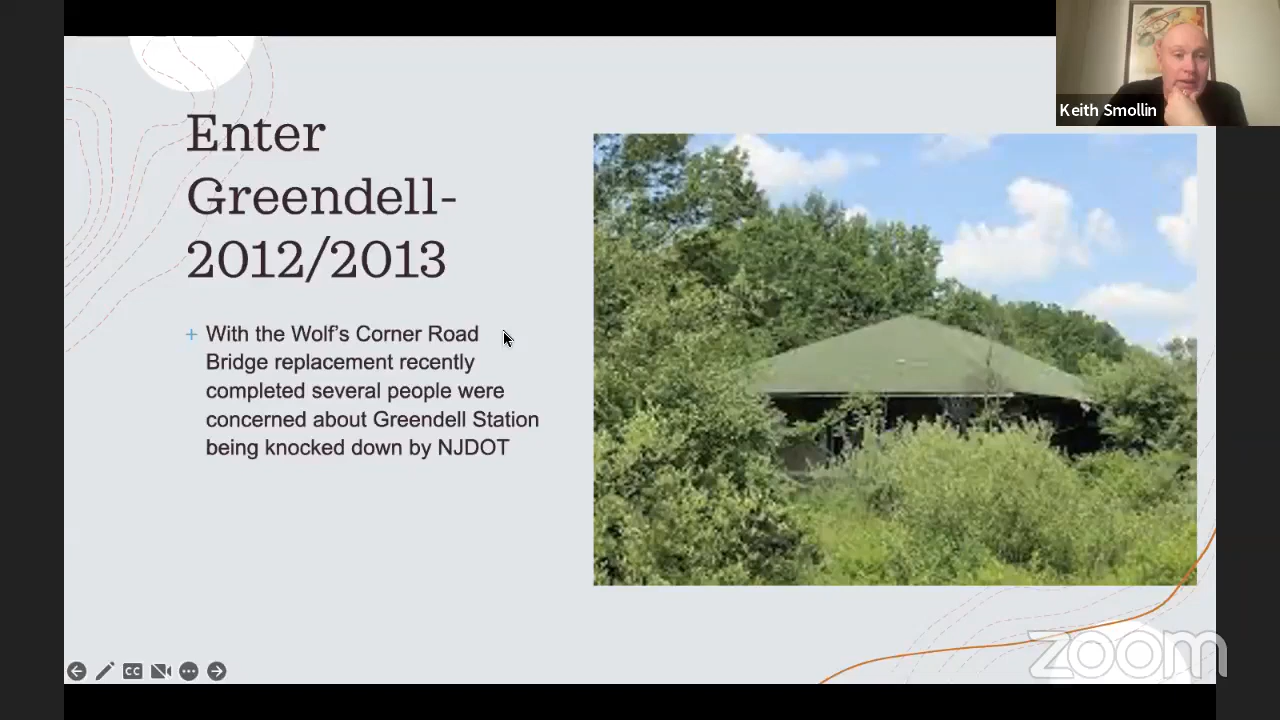 Enter
Greendell-
2012/2013
+ With the Wolf's Corner Road
Bridge replacement recently
completed several people were
concerned about Greendell Station
being knocked down by NJDOT
Keith Smollin
CC
zoom